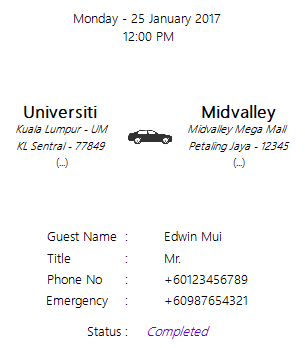 Monday - 25 January 2017
12:00 PM
Universiti
Kuala Lumpur - UM
KL Sentral - 77849
(...)
Midvalley
Midvalley Mega Mall
Petaling Jaya - 12345
(...)
Guest Name : Edwin Mui
Title : Mr.
Phone No : +60123456789
Emergency : +60987654321
Status : Completed